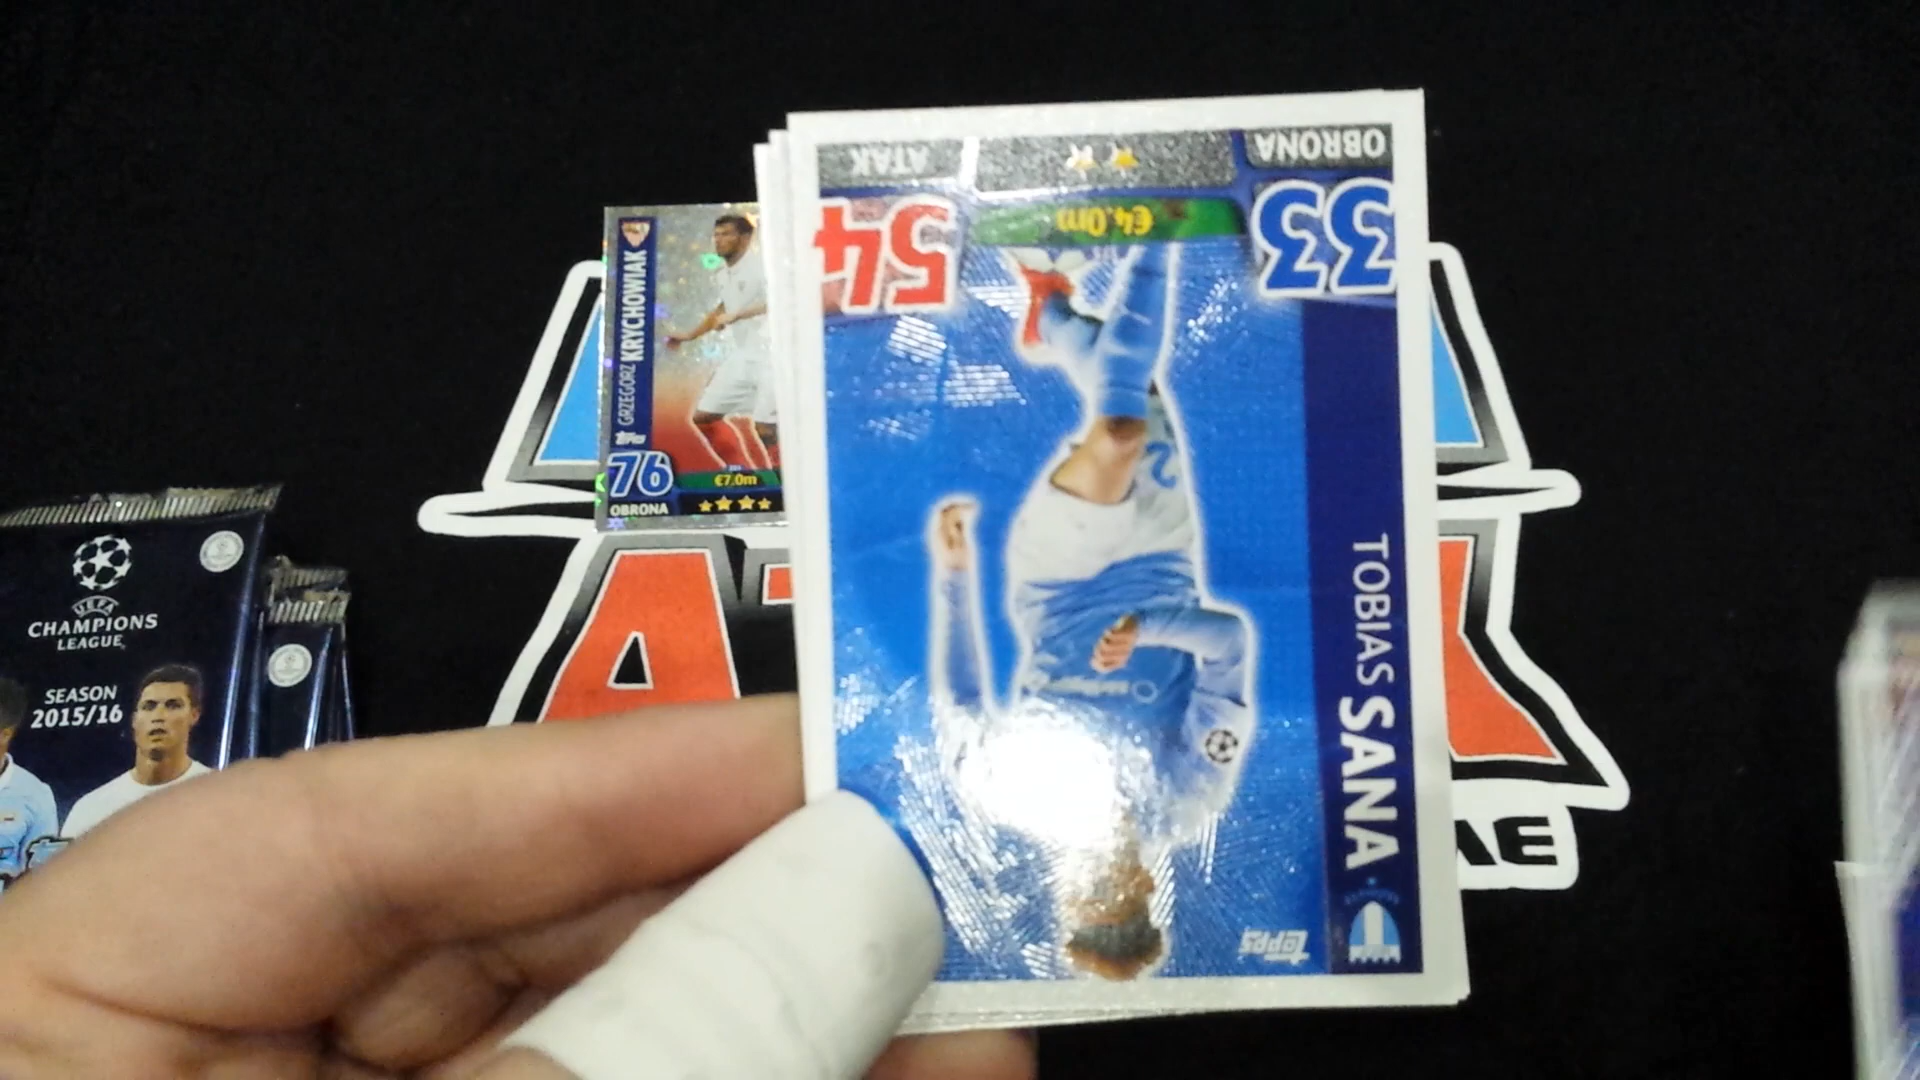 OBRONA
ATAK
33
54
€4.0m
TOBIAS SANA
topps
GRZEGORZ KRYCHOWIAK
topps
76
€7.0m
OBRONA
UEFA
CHAMPIONS
LEAGUE
SEASON
2015/16